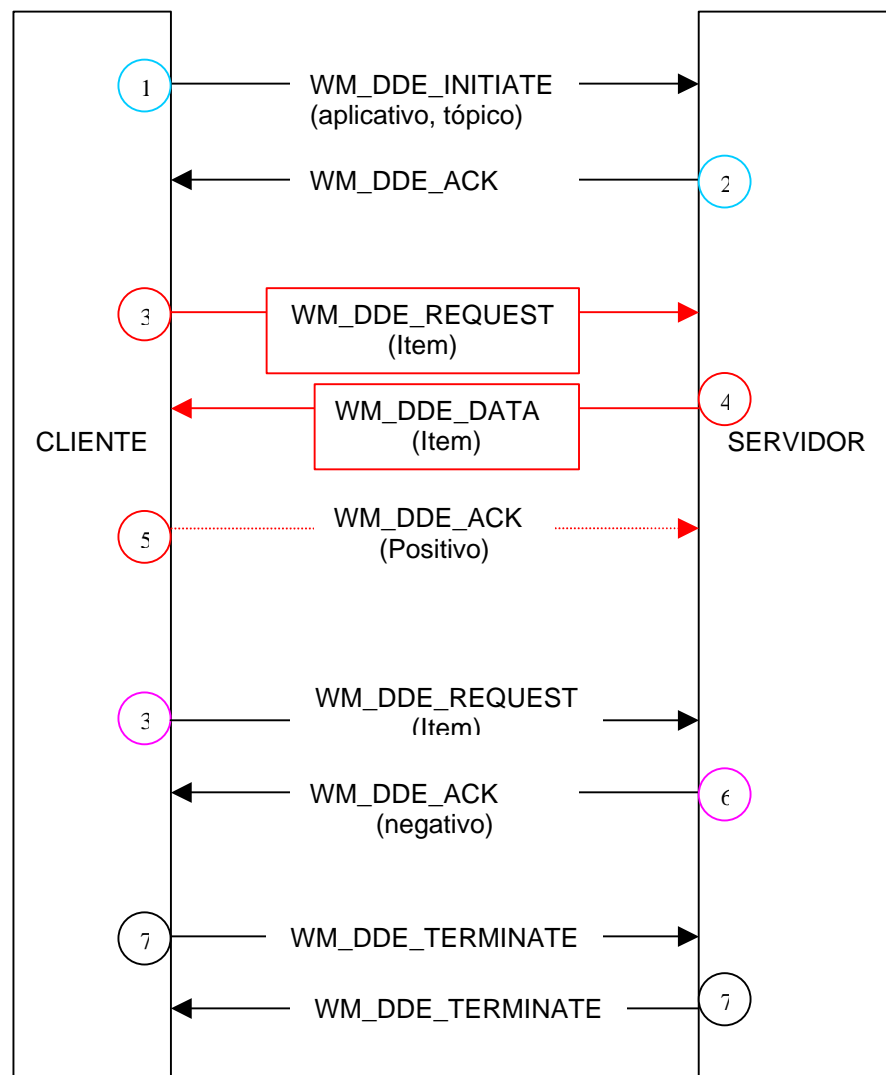 1
WM_DDE_INITIATE
(aplicativo, tópico)
WM_DDE_ACK
2
3
WM_DDE_REQUEST
(Item)
WM_DDE_DATA
(Item)
4
CLIENTE
SERVIDOR
5
WM_DDE_ACK
(Positivo)
3
WM_DDE_REQUEST
(Item)
WM_DDE_ACK
(negativo)
6
7
WM_DDE_TERMINATE
WM_DDE_TERMINATE
7